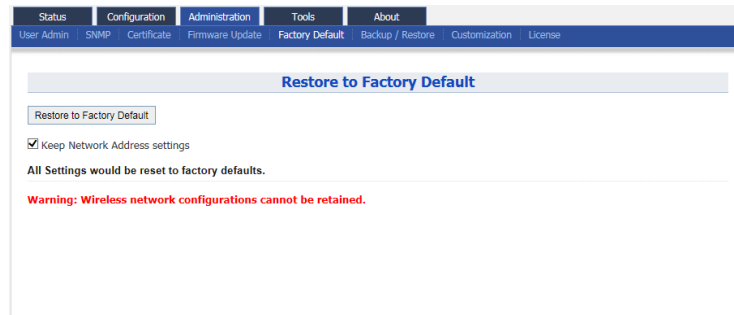 Status Configuration Administration Tools About
User Admin SNMP Certificate Firmware Update Factory Default Backup / Restore Customization License
Restore to Factory Default
Restore to Factory Default
Keep Network Address settings
All Settings would be reset to factory defaults.
Warning: Wireless network configurations cannot be retained.